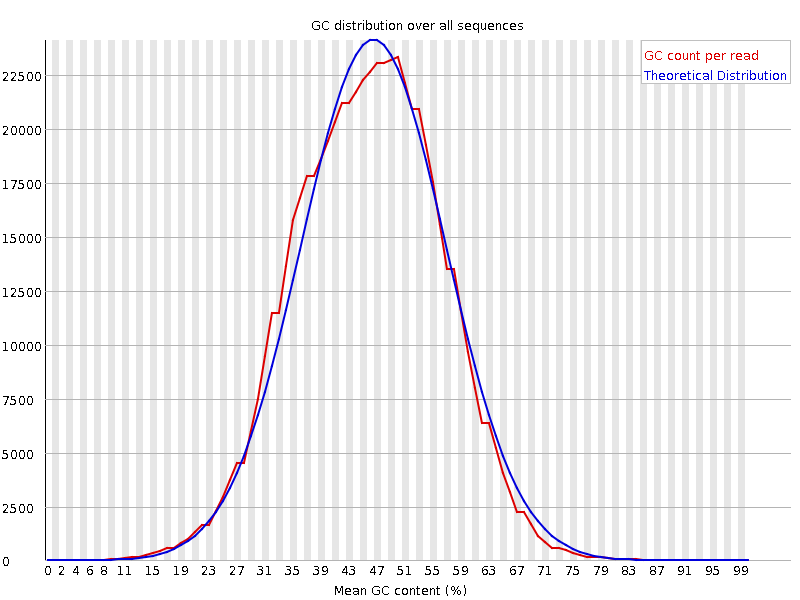 GC distribution over all sequences
GC count per read
Theoretical Distribution
22500
20000
17500
15000
12500
10000
7500
5000
2500
0
0 2 4 6 8 11 15 19 23 27 31 35 39 43 47 51 55 59 63 67 71 75 79 83 87 91 95 99
Mean GC content (%)